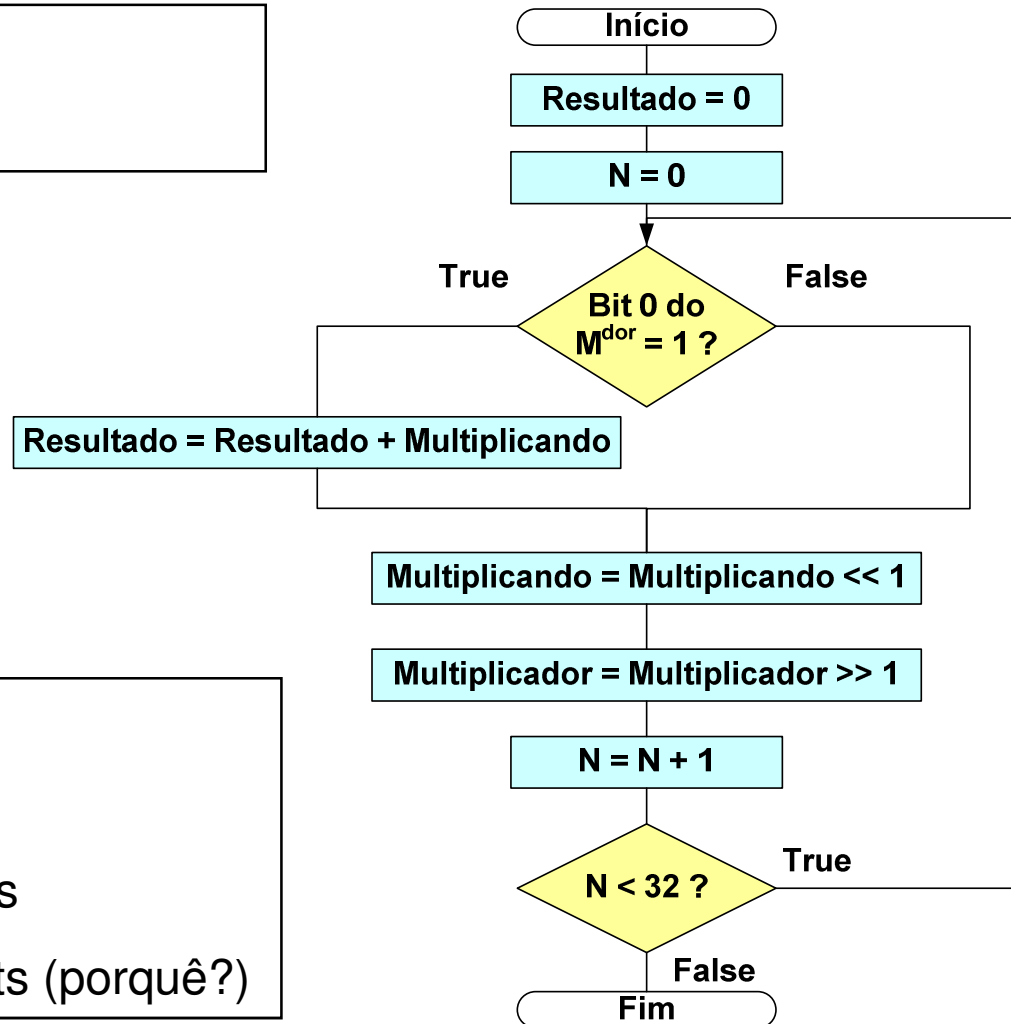 Início
Resultado = 0
N = 0
True
False
Bit 0 do
Mdor = 1 ?
Resultado = Resultado + Multiplicando
Multiplicando = Multiplicando << 1
Multiplicador = Multiplicador >> 1
N = N + 1
N < 32 ?
True
False
Fim
s
ts (porquê?)